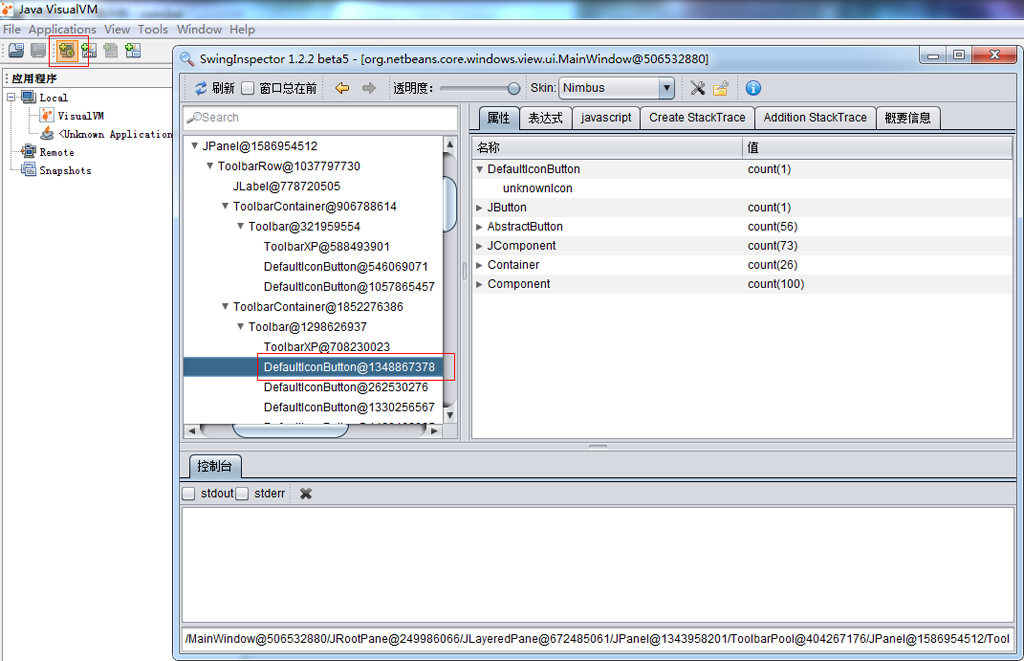 Java VisualVM
File Applications View Tools Window Help
应用程序
Local
VisualVM
<Unknown Application
Remote
Snapshots
SwingInspector 1.2.2 beta5 - [org.netbeans.core.windows.view.ui.MainWindow@506532880]
刷新 窗口总在前 透明度: Skin: Nimbus
Search
JPanel@1586954512
ToolbarRow@1037797730
JLabel@778720505
ToolbarContainer@906788614
Toolbar@321959554
ToolbarXP@588493901
DefaultIconButton@546069071
DefaultIconButton@1057865457
ToolbarContainer@1852276386
Toolbar@1298626937
ToolbarXP@708230023
DefaultIconButton@1348867378
DefaultIconButton@262530276
DefaultIconButton@1330256567
属性 表达式 javascript Create StackTrace Addition StackTrace 概要信息
名称 值
DefaultIconButton count(1)
unknownIcon
JButton count(1)
AbstractButton count(56)
JComponent count(73)
Container count(26)
Component count(100)
控制台
stdout stderr
/MainWindow@506532880/JRootPane@249986066/JLayeredPane@672485061/JPanel@1343958201/ToolbarPool@404267176/JPanel@1586954512/Tool